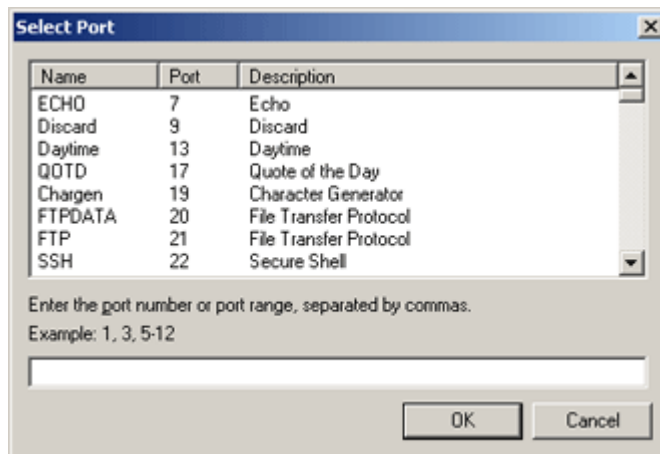 Select Port
Name Port Description
ECHO 7 Echo
Discard 9 Discard
Daytime 13 Daytime
QOTD 17 Quote of the Day
Chargen 19 Character Generator
FTPDATA 20 File Transfer Protocol
FTP 21 File Transfer Protocol
SSH 22 Secure Shell
Enter the port number or port range, separated by commas.
Example: 1, 3, 5-12
OK Cancel